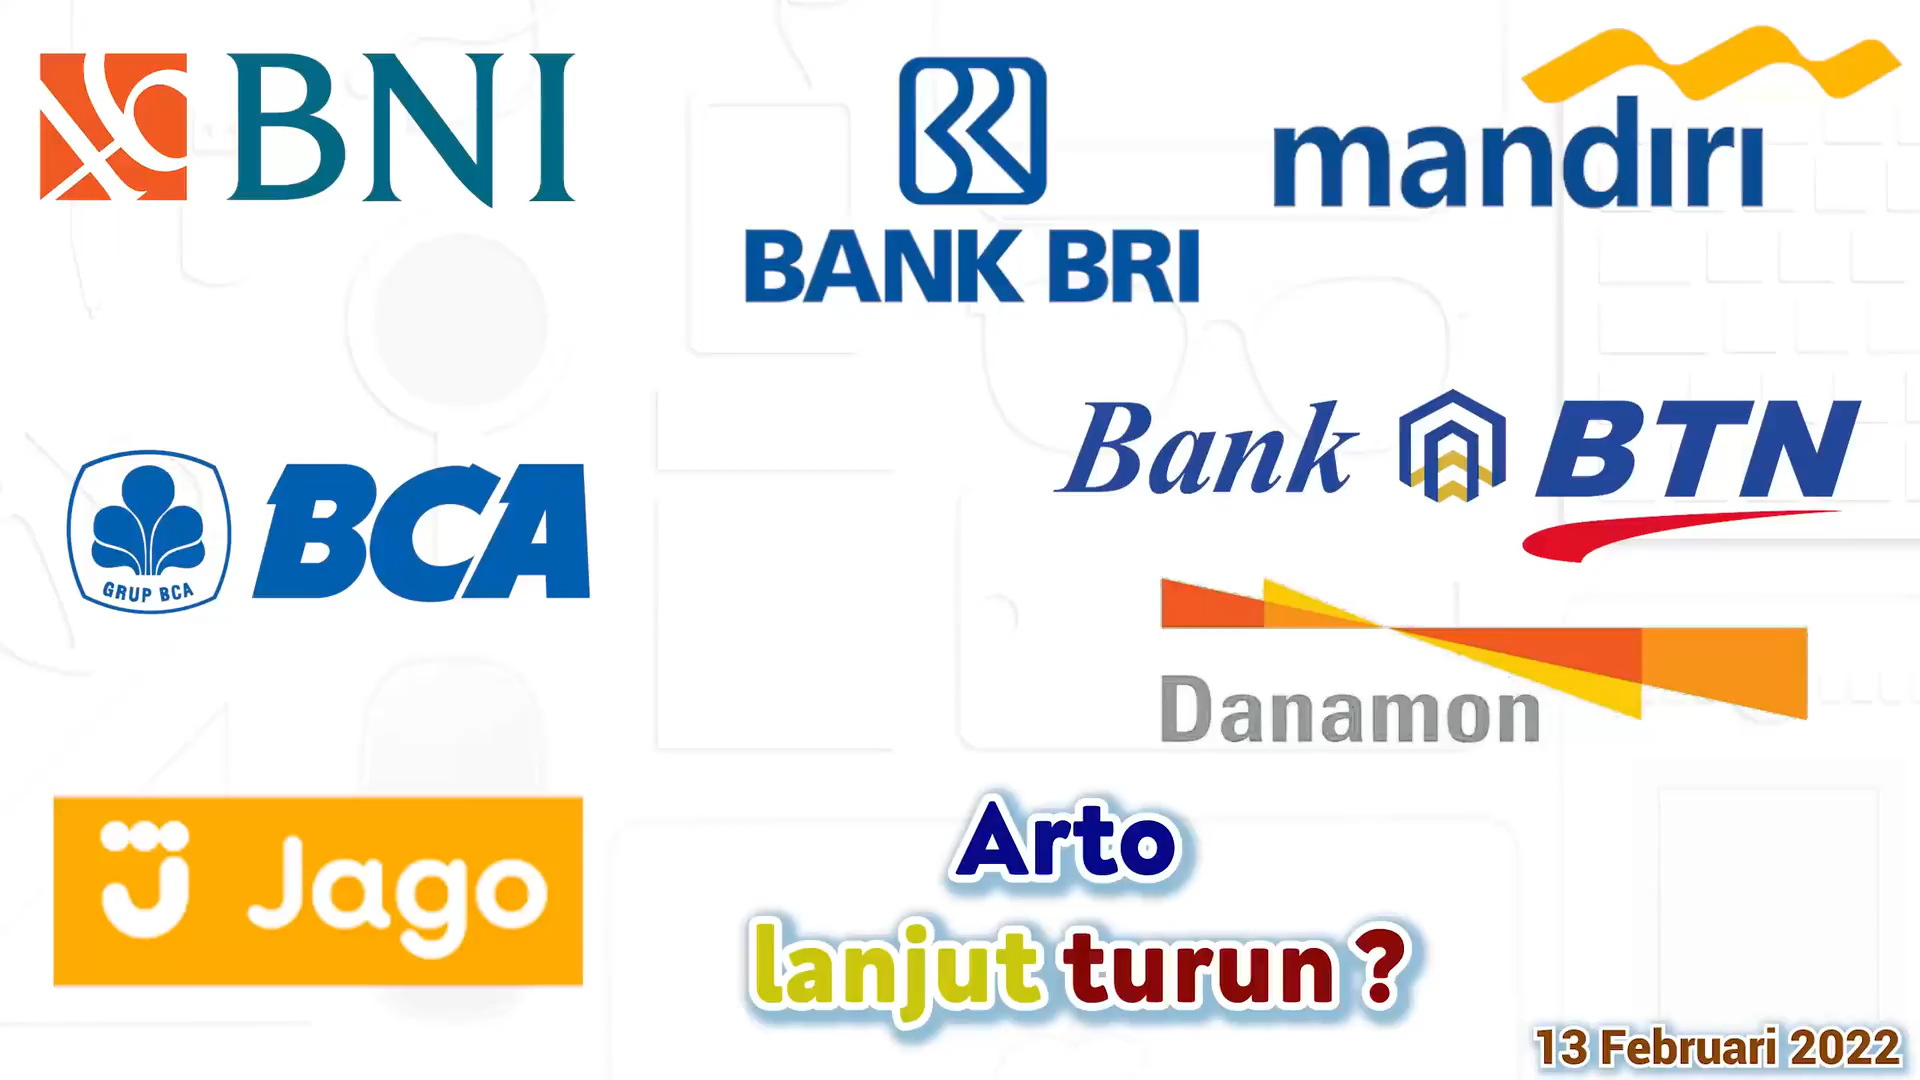 BNI
BANK BRI
mandiri
GRUP BCA
BCA
Bank BTN
Danamon
Jago
Arto
lanjut turun ?
13 Februari 2022